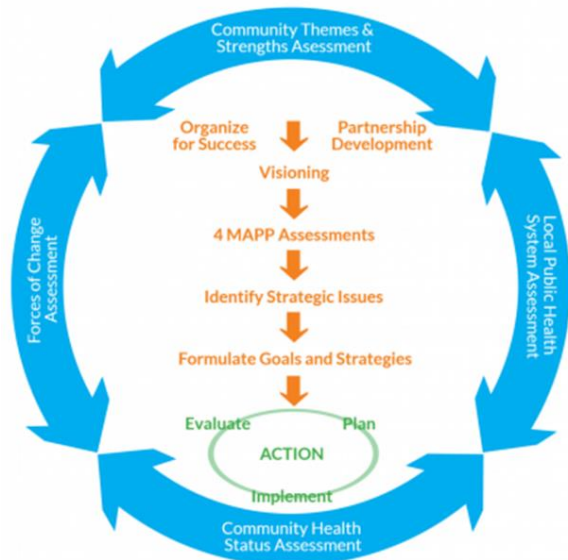 Community Themes &
Strengths Asessment
Organize
for Success
Partnership
Development
Visioning
4 MAPP Assessments
Identify Strategic Issues
Formulate Goals and Strategies
Evaluate
Plan
ACTION
Implement
Forces of Change
Assessment
Local Public Health
System Assessment
Community Health
Status Assessment